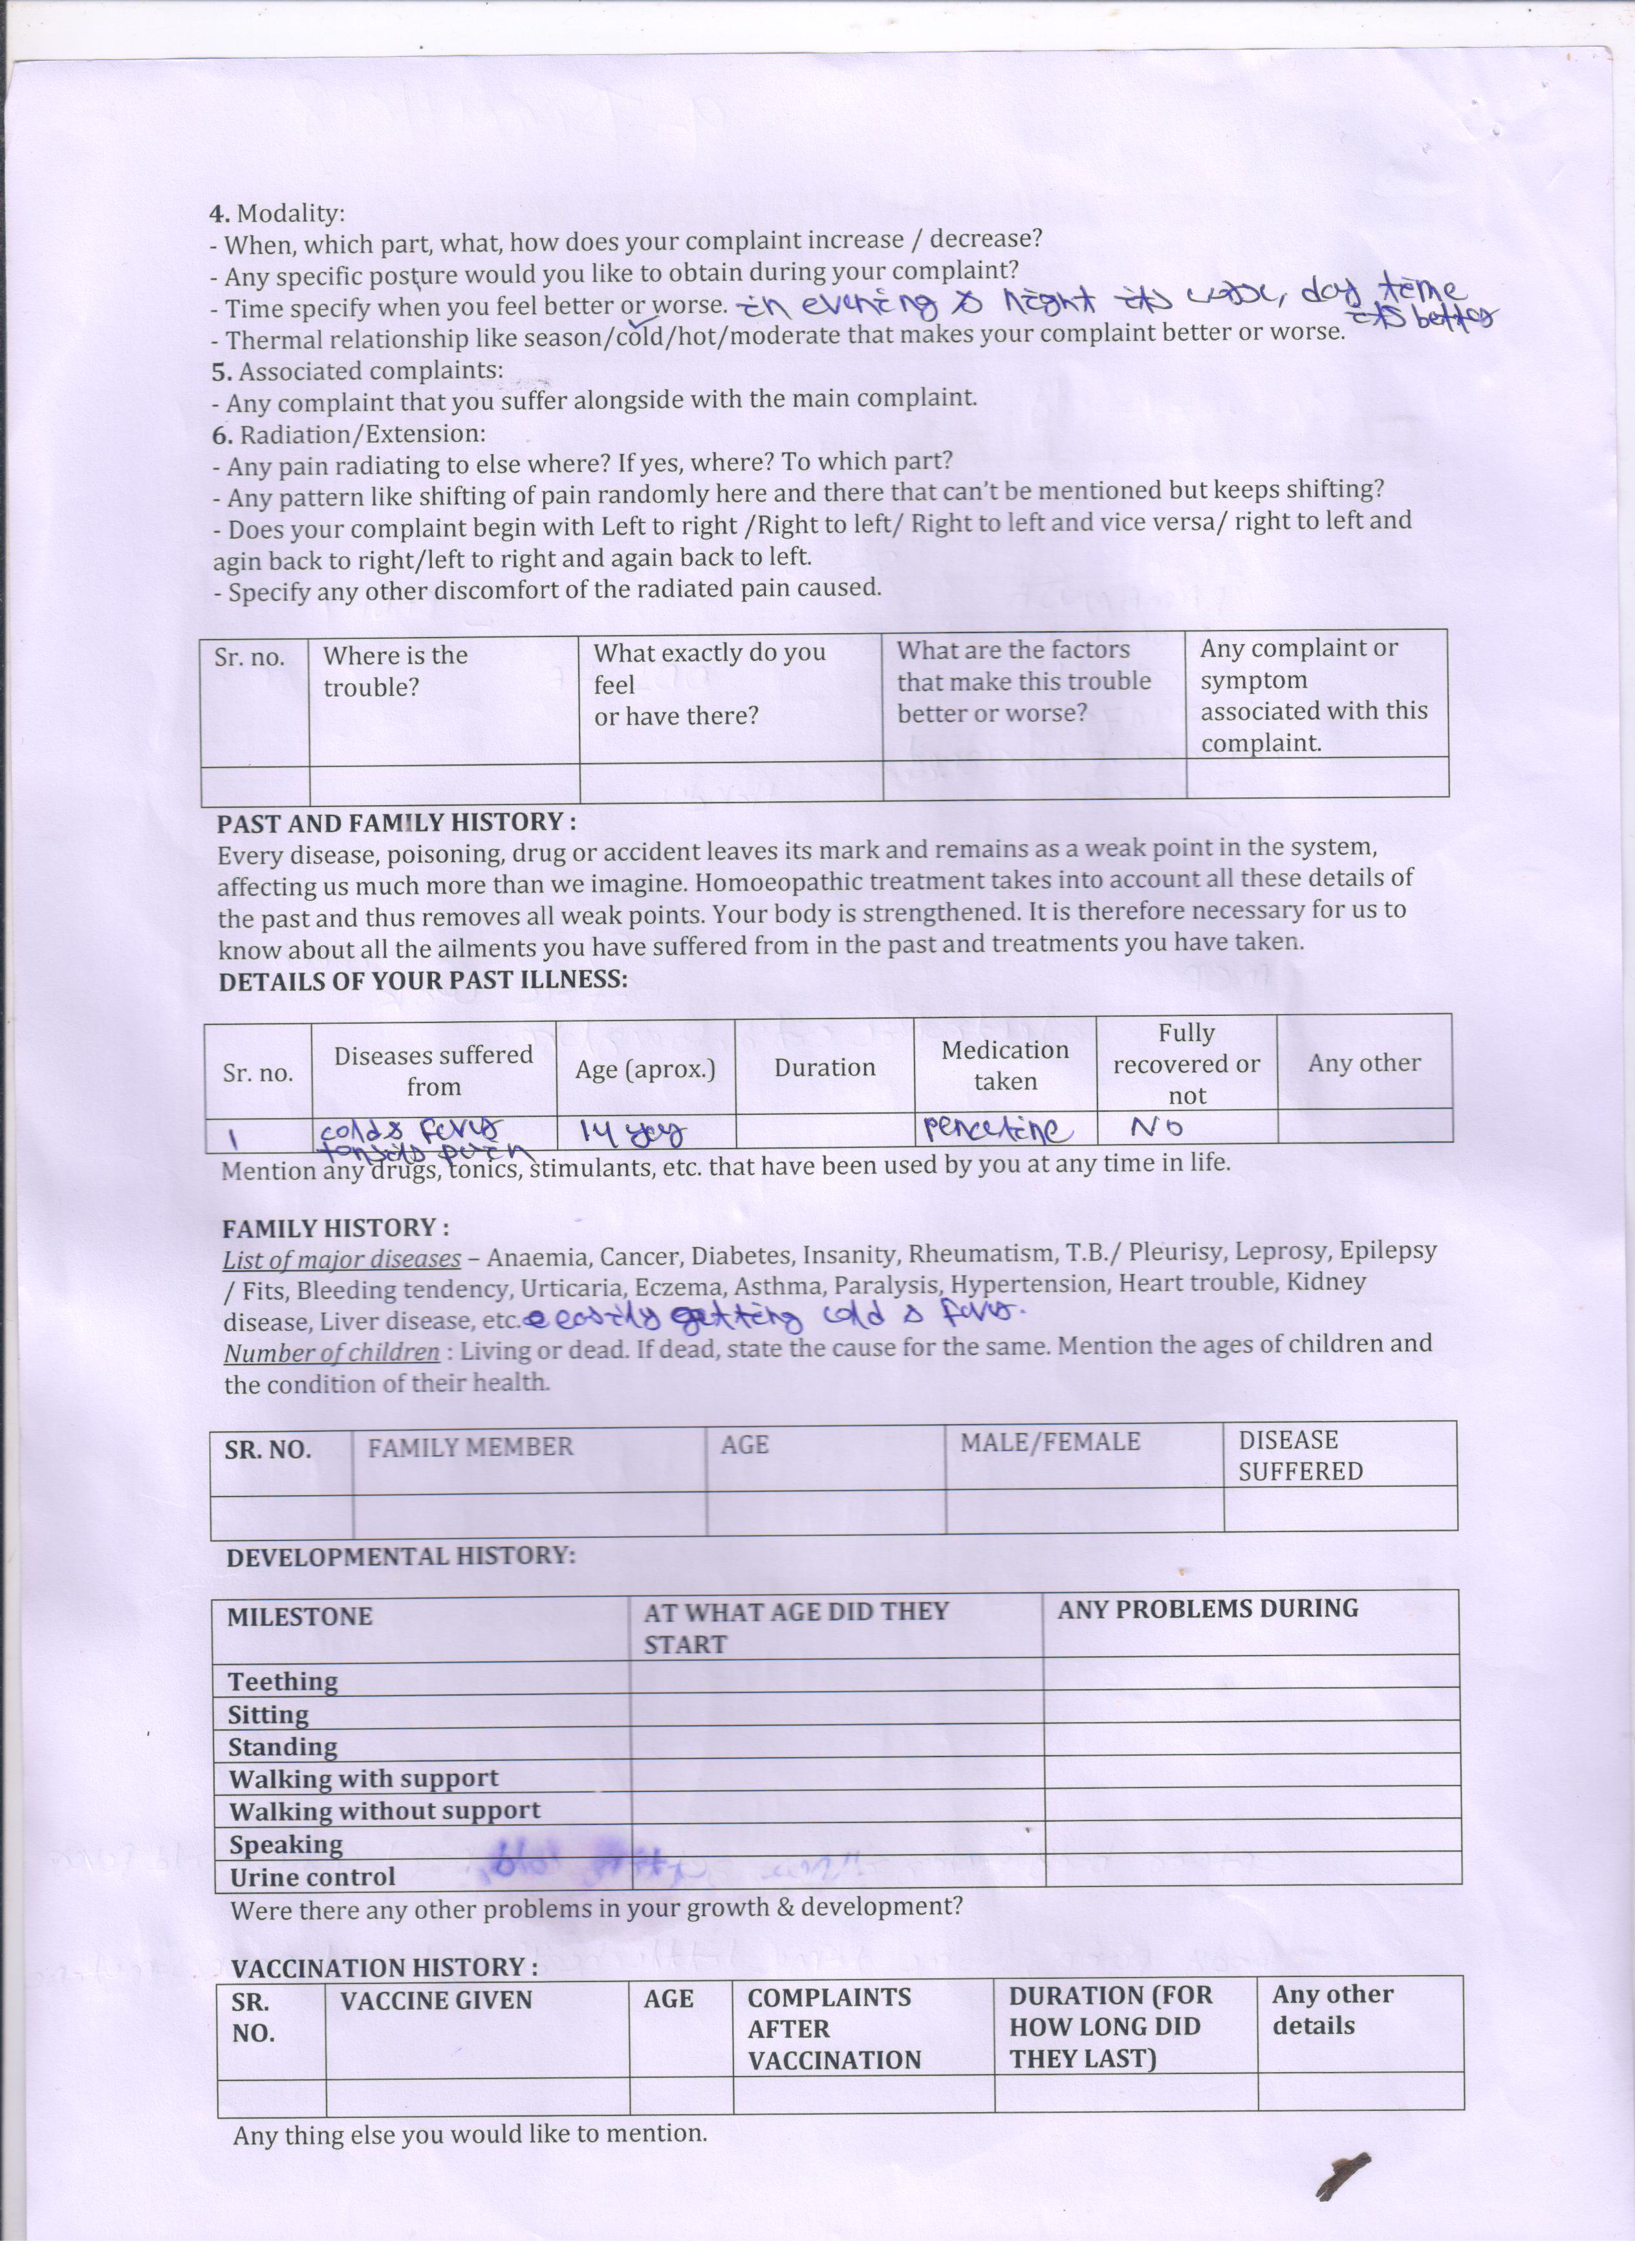 4. Modality:
- When, which part, what, how does your complaint increase / decrease?
- Any specific posture would you like to obtain during your complaint?
- Time specify when you feel better or worse. in evening & night its worse, day time
its better
- Thermal relationship like season/cold/hot/moderate that makes your complaint better or worse.
5. Associated complaints:
- Any complaint that you suffer alongside with the main complaint.
6. Radiation/Extension:
- Any pain radiating to else where? If yes, where? To which part?
- Any pattern like shifting of pain randomly here and there that can't be mentioned but keeps shifting?
- Does your complaint begin with Left to right /Right to left/ Right to left and vice versa/ right to left and
agin back to right/left to right and again back to left.
- Specify any other discomfort of the radiated pain caused.
Sr. no. Where is the trouble? What exactly do you feel or have there? What are the factors that make this trouble better or worse? Any complaint or symptom associated with this complaint.
PAST AND FAMILY HISTORY :
Every disease, poisoning, drug or accident leaves its mark and remains as a weak point in the system,
affecting us much more than we imagine. Homoeopathic treatment takes into account all these details of
the past and thus removes all weak points. Your body is strengthened. It is therefore necessary for us to
know about all the ailments you have suffered from in the past and treatments you have taken.
DETAILS OF YOUR PAST ILLNESS:
Sr. no. Diseases suffered from Age (aprox.) Duration Medication taken Fully recovered or not Any other
1 cold & fever 14 No
tonsils pain
Mention any drugs, tonics, stimulants, etc. that have been used by you at any time in life.
FAMILY HISTORY :
List of major diseases – Anaemia, Cancer, Diabetes, Insanity, Rheumatism, T.B./ Pleurisy, Leprosy, Epilepsy
/ Fits, Bleeding tendency, Urticaria, Eczema, Asthma, Paralysis, Hypertension, Heart trouble, Kidney
disease, Liver disease, etc. easily getting cold & fever.
Number of children : Living or dead. If dead, state the cause for the same. Mention the ages of children and
the condition of their health.
SR. NO. FAMILY MEMBER AGE MALE/FEMALE DISEASE SUFFERED
DEVELOPMENTAL HISTORY:
MILESTONE AT WHAT AGE DID THEY START ANY PROBLEMS DURING
Teething
Sitting
Standing
Walking with support
Walking without support
Speaking
Urine control
Were there any other problems in your growth & development?
VACCINATION HISTORY :
SR. NO. VACCINE GIVEN AGE COMPLAINTS AFTER VACCINATION DURATION (FOR HOW LONG DID THEY LAST) Any other details
Any thing else you would like to mention.